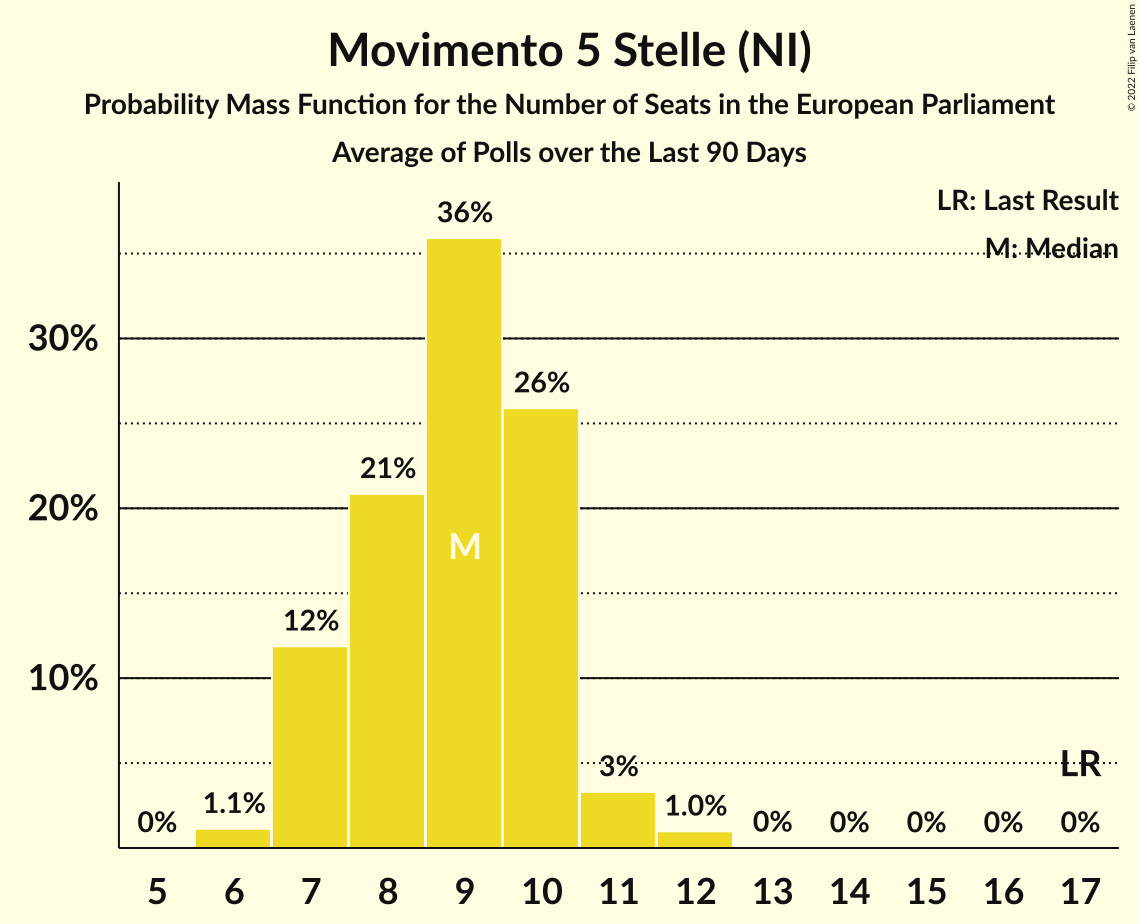 Movimento 5 Stelle (NI)
Probability Mass Function for the Number of Seats in the European Parliament
Average of Polls over the Last 90 Days
© 2022 Filip van Laenen
LR: Last Result
M: Median
36%
30%
26%
21%
20%
M
12%
10%
LR
3%
1.1%
1.0%
0%
0%
0%
0%
0%
0%
5 6 7 8 9 10 11 12 13 14 15 16 17